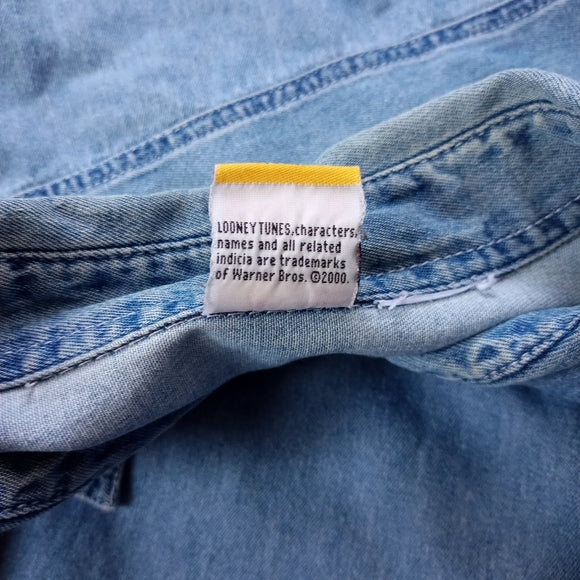 LOONEY TUNES, characters,
names and all related
indicia are trademarks
of Warner Bros. ©2000.